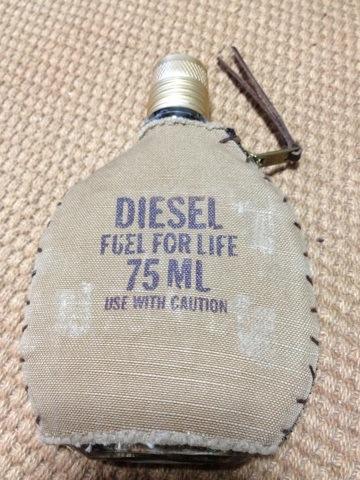 DIESEL
FUEL FOR LIFE
75 ML
USE WITH CAUTION